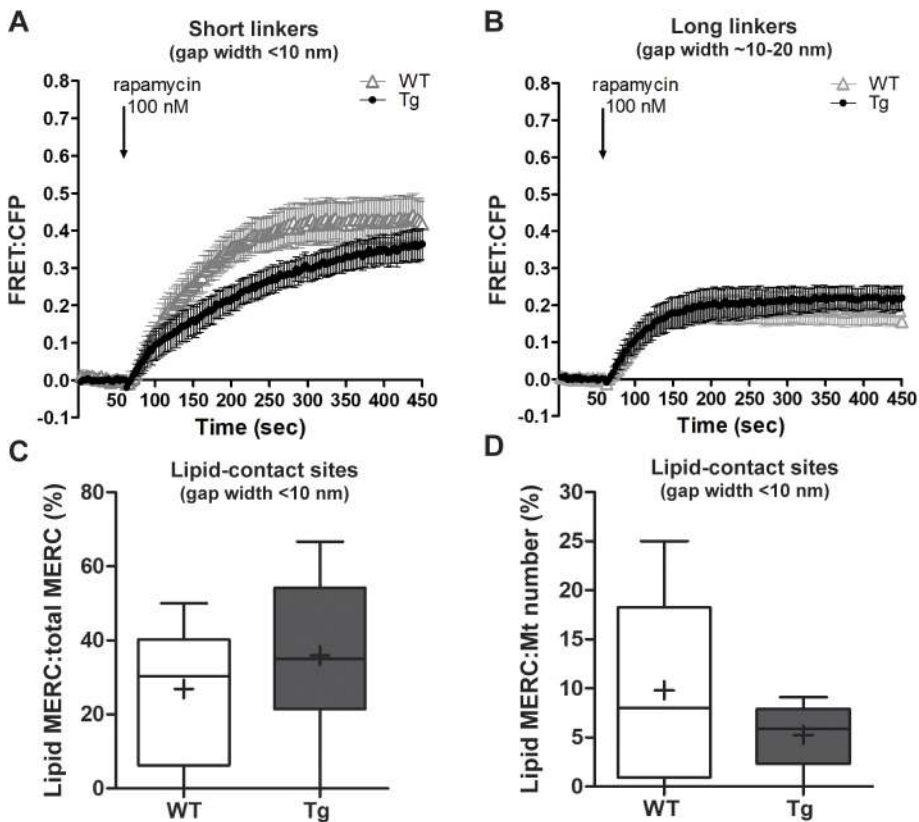 A
Short linkers
(gap width <10 nm)
WT
Tg
rapamycin
100 nM
FRET:CFP
0.8
0.7
0.6
0.5
0.4
0.3
0.2
0.1
0.0
-0.1
50 100 150 200 250 300 350 400 450
Time (sec)
B
Long linkers
(gap width ~10-20 nm)
WT
Tg
rapamycin
100 nM
FRET:CFP
0.8
0.7
0.6
0.5
0.4
0.3
0.2
0.1
0.0
-0.1
50 100 150 200 250 300 350 400 450
Time (sec)
C
Lipid-contact sites
(gap width <10 nm)
Lipid MERC:total MERC (%)
80
60
40
20
0
WT Tg
D
Lipid-contact sites
(gap width <10 nm)
Lipid MERC:Mt number (%)
30
25
20
15
10
5
0
WT Tg